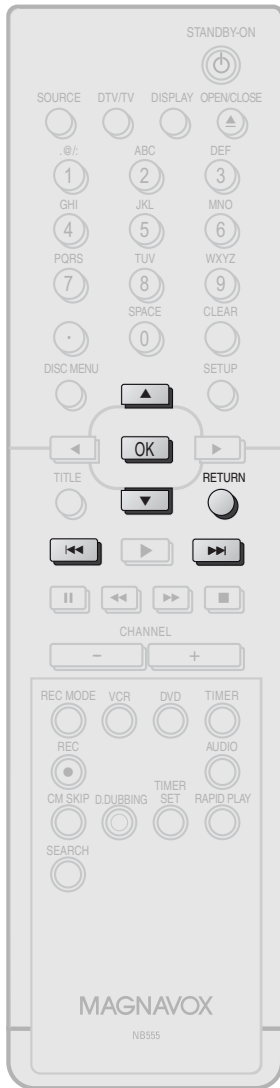 STANDBY-ON
SOURCE DTV/TV DISPLAY OPEN/CLOSE
.@/: ABC DEF
1 2 3
GHI JKL MNO
4 5 6
PQRS TUV WXYZ
7 8 9
SPACE CLEAR
. 0
DISC MENU SETUP
OK
TITLE RETURN
CHANNEL
− +
REC MODE VCR DVD TIMER
REC AUDIO
CM SKIP D.DUBBING TIMER SET RAPID PLAY
SEARCH
MAGNAVOX
NB555